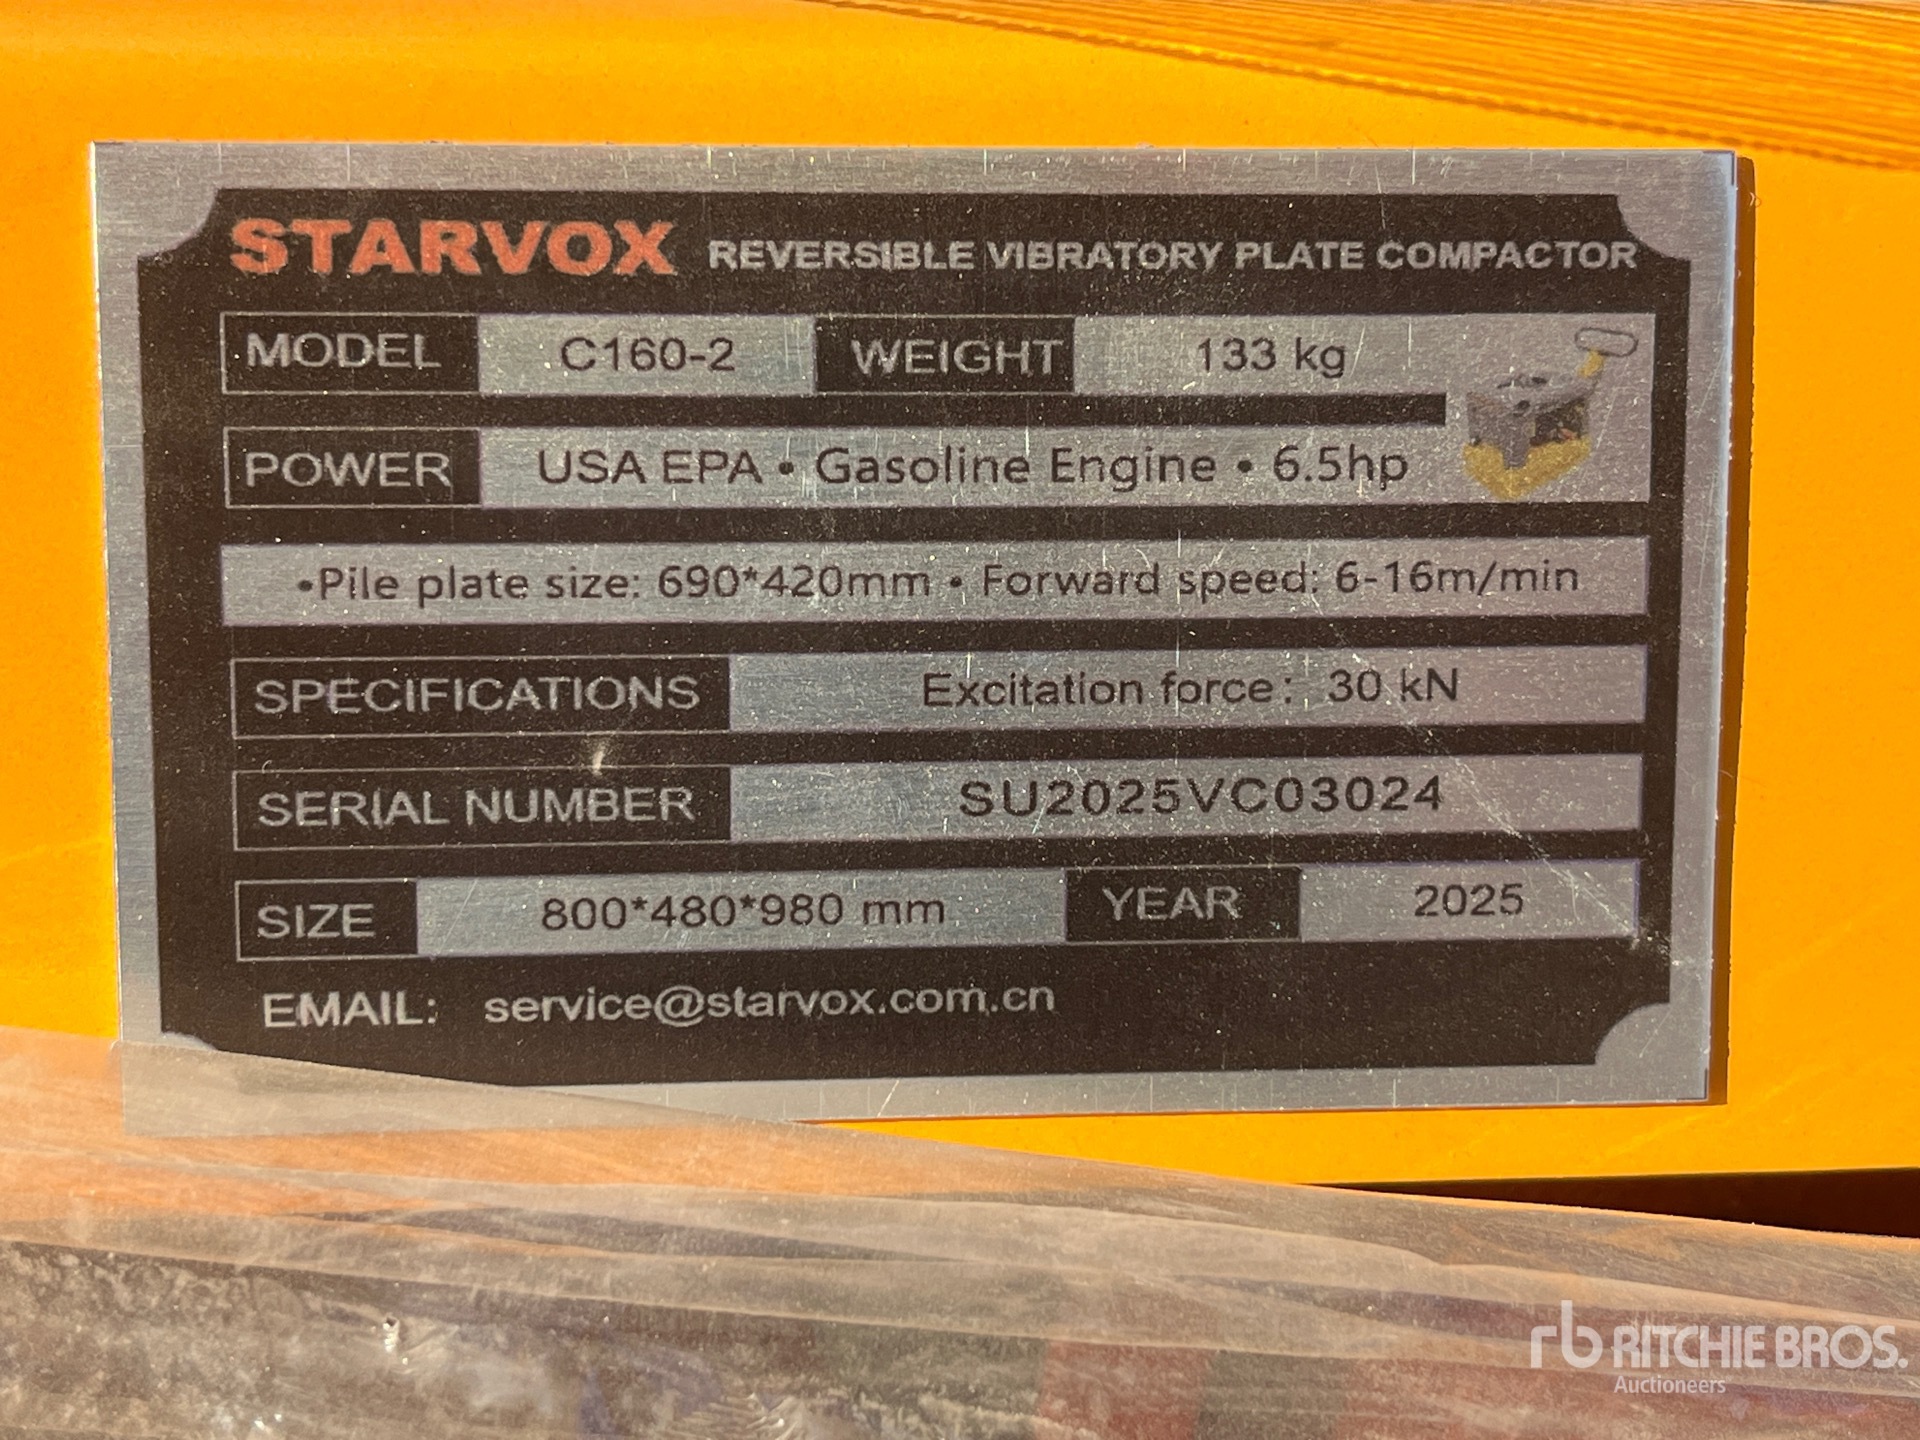 STARVOX REVERSIBLE VIBRATORY PLATE COMPACTOR
MODEL C160-2 WEIGHT 133 kg
POWER USA EPA • Gasoline Engine • 6.5hp
•Pile plate size: 690*420mm • Forward speed: 6-16m/min
SPECIFICATIONS Excitation force: 30 kN
SERIAL NUMBER SU2025VC03024
SIZE 800*480*980 mm YEAR 2025
EMAIL: service@starvox.com.cn
rb RITCHIE BROS.
Auctioneers